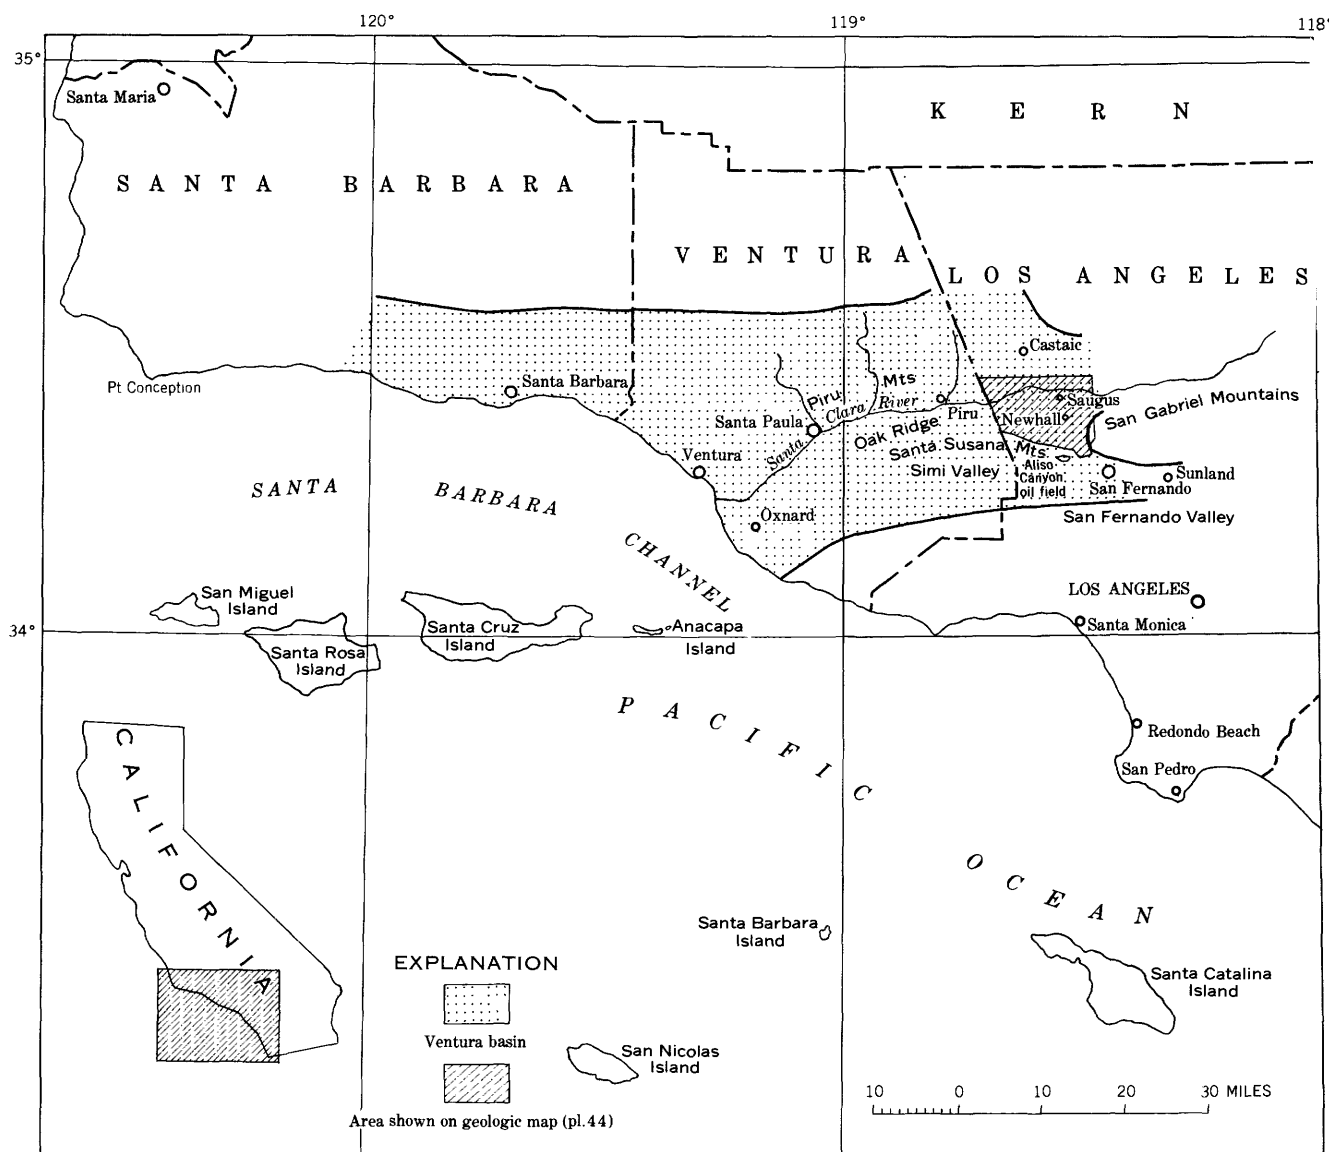 120°
119°
118°
35°
Santa Maria
K E R N
SANTA BARBARA
VENTURA
LOS ANGELES
Castaic
Pt Conception
Santa Barbara
Piru
Mts
Santa Clara River
Piru
Saugus
San Gabriel Mountains
Santa Paula
Newhall
Oak Ridge
Santa Susana Mts
Ventura
Simi Valley
Aliso
Canyon
oil field
Sunland
San Fernando
Oxnard
San Fernando Valley
SANTA BARBARA CHANNEL
San Miguel
Island
LOS ANGELES
34°
Santa Cruz
Island
Anacapa
Island
Santa Monica
Santa Rosa
Island
PACIFIC
Redondo Beach
San Pedro
CALIFORNIA
OCEAN
Santa Barbara
Island
Santa Catalina
Island
EXPLANATION
Ventura basin
San Nicolas
Island
Area shown on geologic map (pl.44)
10 0 10 20 30 MILES